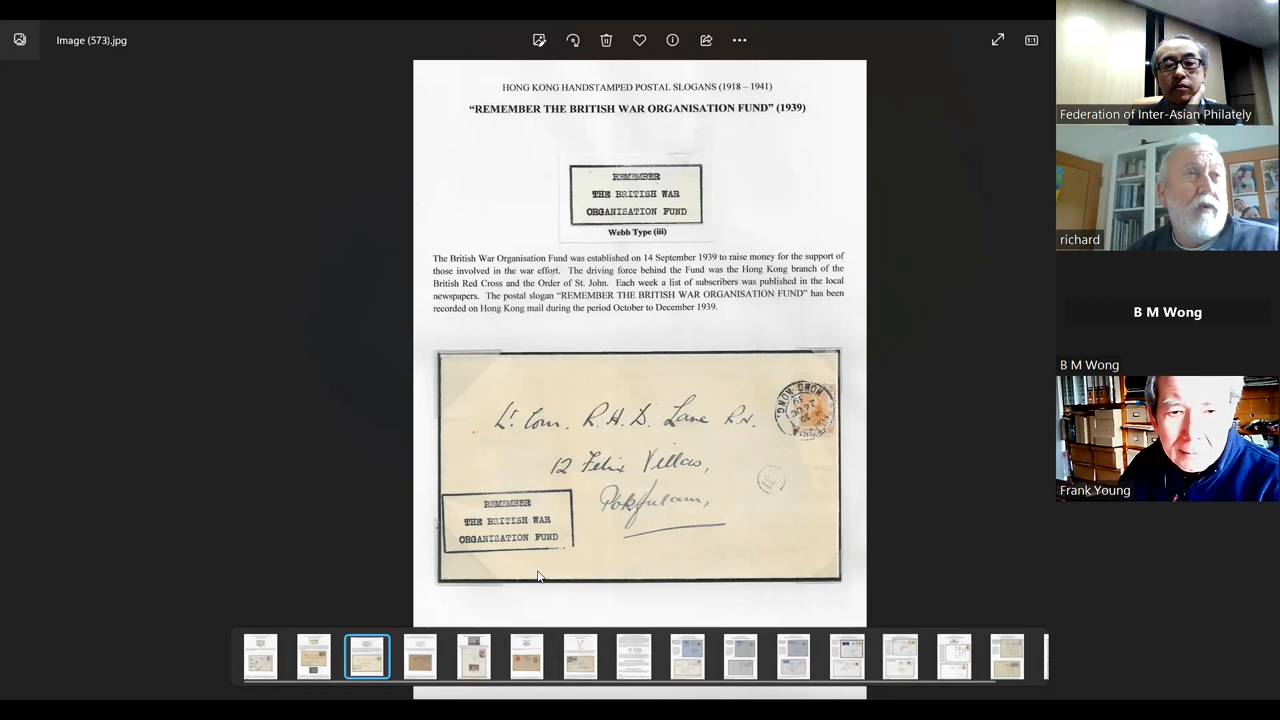 Image (573).jpg
HONG KONG HANDSTAMPED POSTAL SLOGANS (1918 – 1941)
“REMEMBER THE BRITISH WAR ORGANISATION FUND” (1939)
REMEMBER
THE BRITISH WAR
ORGANISATION FUND
Webb Type (iii)
The British War Organisation Fund was established on 14 September 1939 to raise money for the support of
those involved in the war effort. The driving force behind the Fund was the Hong Kong branch of the
British Red Cross and the Order of St. John. Each week a list of subscribers was published in the local
newspapers. The postal slogan “REMEMBER THE BRITISH WAR ORGANISATION FUND” has been
recorded on Hong Kong mail during the period October to December 1939.
HONG KONG.
Lt. Com. R.H.D. Lane R.N.
12 Felix Villas,
Pokfulam,
REMEMBER
THE BRITISH WAR
ORGANISATION FUND
Federation of Inter-Asian Philately
richard
B M Wong
B M Wong
Frank Young